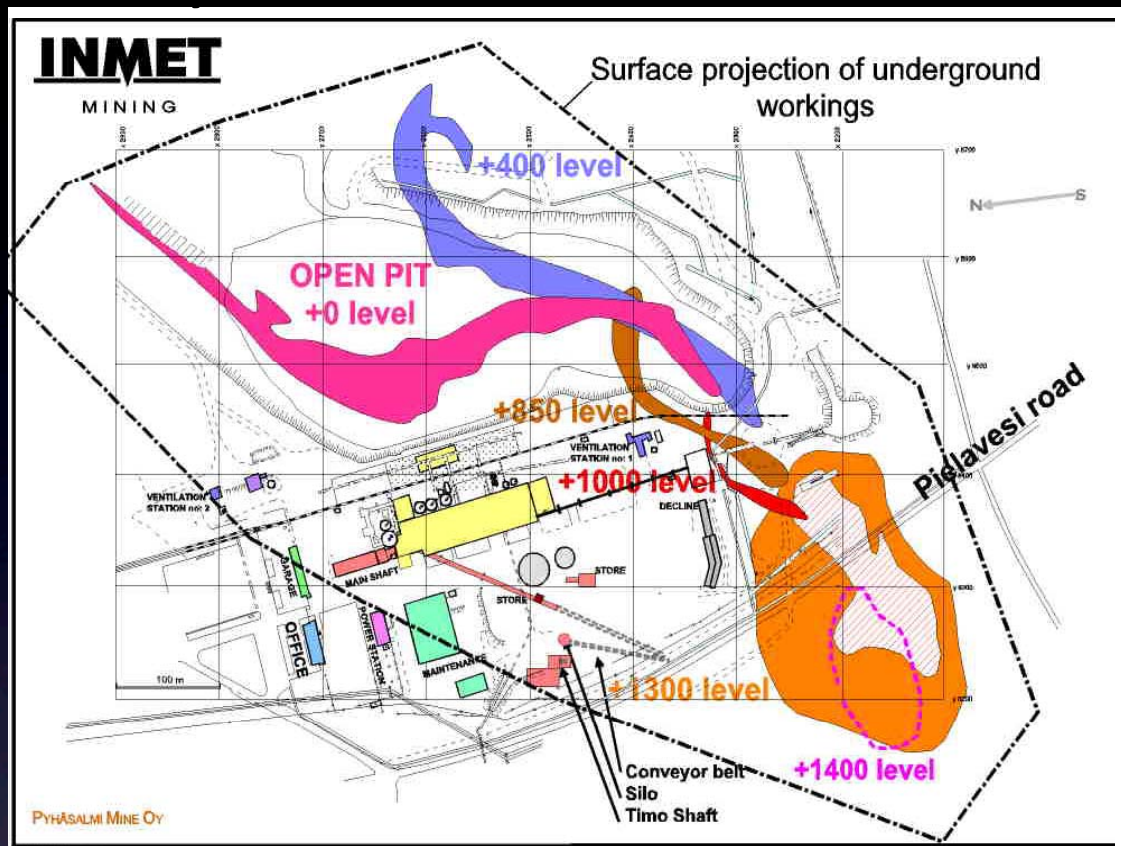 INMET
MINING
Surface projection of underground
workings
+400 level
N
S
OPEN PIT
+0 level
+850 level
VENTILATION
STATION no: 1
+1000 level
Pielavesi road
VENTILATION
STATION no: 2
DECLINE
MAIN SHAFT
GARAGE
STORE
STORE
OFFICE
POWER STATION
MAINTENANCE
100 m
+1300 level
+1400 level
Conveyor belt
Silo
Timo Shaft
PYHÄSALMI MINE OY